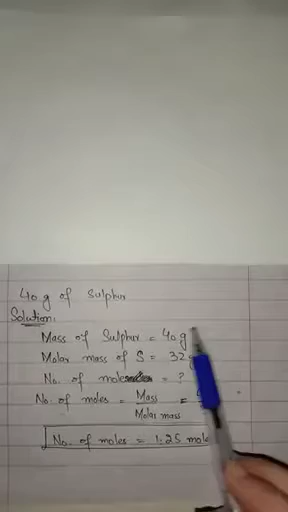 40 g of Sulphur
Solution:
Mass of Sulphur = 40 g
Molar mass of S = 32
No. of moles = ?
No. of moles = Mass
Molar mass
=
No. of moles = 1.25 mole